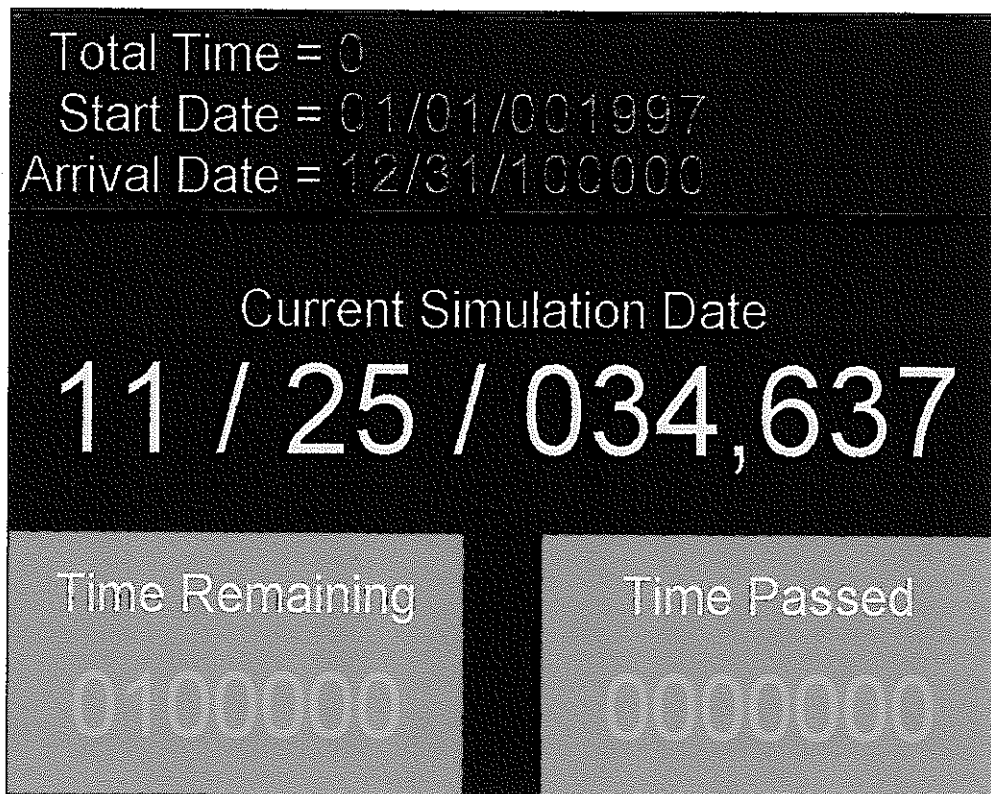 Total Time = 0
Start Date = 01/01/001997
Arrival Date = 12/31/100000
Current Simulation Date
11 / 25 / 034,637
Time Remaining
0100000
Time Passed
0000000